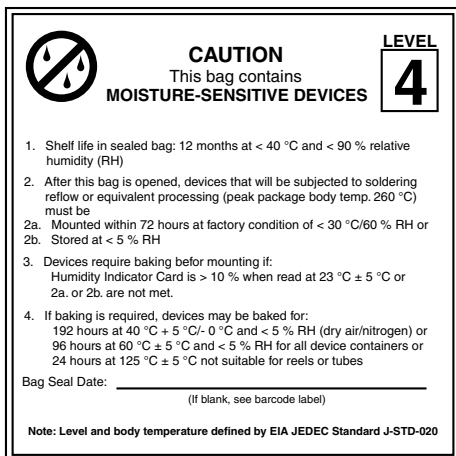 LEVEL
4
CAUTION
This bag contains
MOISTURE-SENSITIVE DEVICES
1. Shelf life in sealed bag: 12 months at < 40 °C and < 90 % relative
humidity (RH)
2. After this bag is opened, devices that will be subjected to soldering
reflow or equivalent processing (peak package body temp. 260 °C)
must be
2a. Mounted within 72 hours at factory condition of < 30 °C/60 % RH or
2b. Stored at < 5 % RH
3. Devices require baking befor mounting if:
Humidity Indicator Card is > 10 % when read at 23 °C ± 5 °C or
2a. or 2b. are not met.
4. If baking is required, devices may be baked for:
192 hours at 40 °C + 5 °C/- 0 °C and < 5 % RH (dry air/nitrogen) or
96 hours at 60 °C ± 5 °C and < 5 % RH for all device containers or
24 hours at 125 °C ± 5 °C not suitable for reels or tubes
Bag Seal Date:
(If blank, see barcode label)
Note: Level and body temperature defined by EIA JEDEC Standard J-STD-020